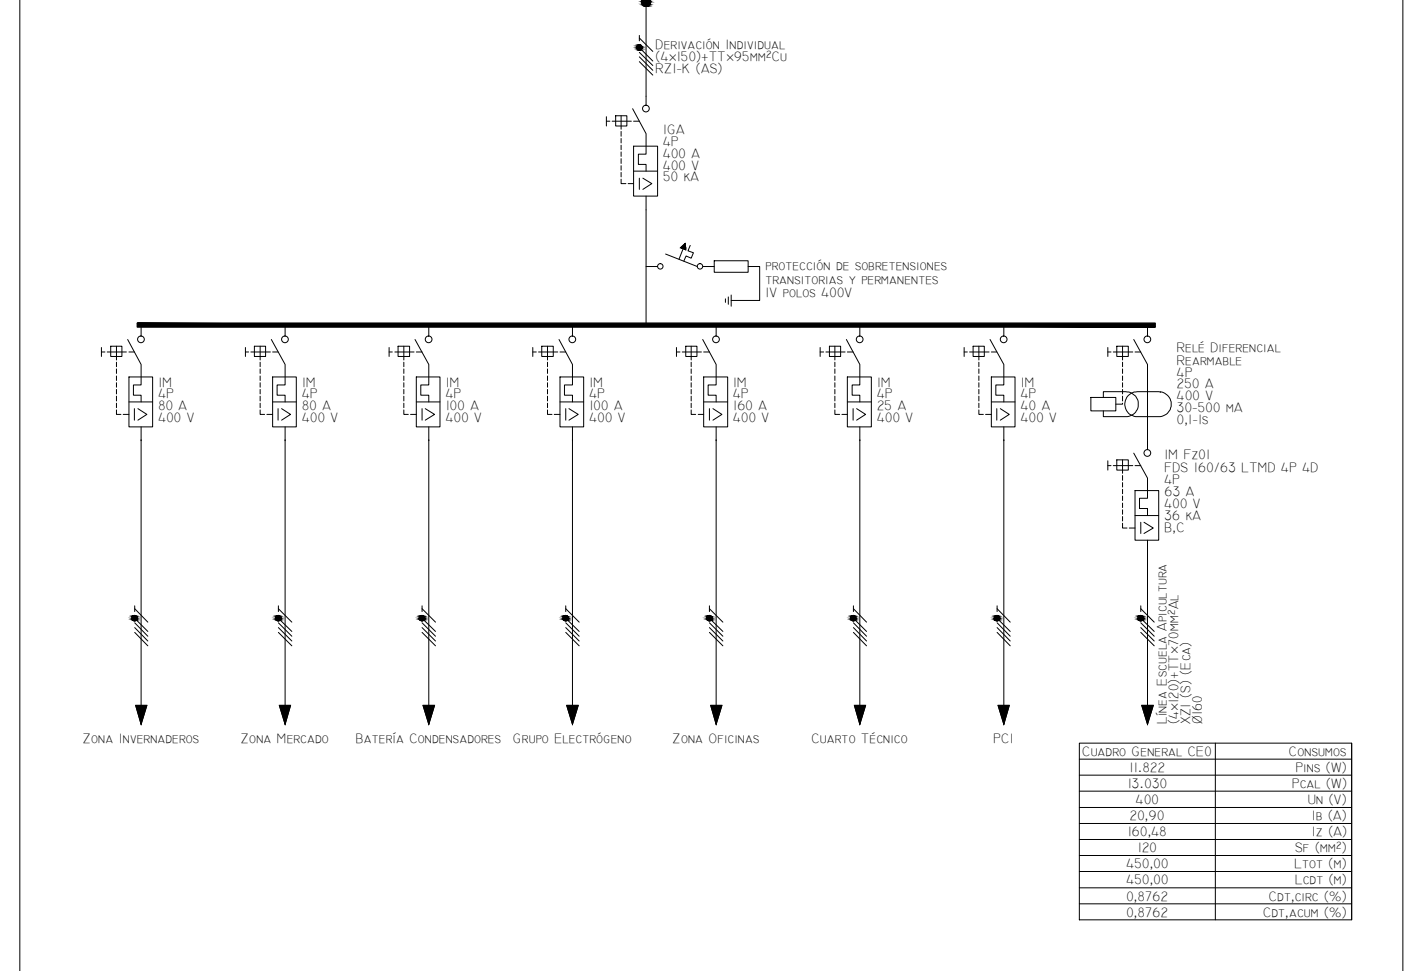 Derivación Individual
(4x150)+TTx95mm²Cu
RZ1-K (AS)
IGA
4P
400 A
400 V
50 kA
protección de sobretensiones
transitorias y permanentes
IV polos 400V
IM
4P
80 A
400 V
IM
4P
80 A
400 V
IM
4P
100 A
400 V
IM
4P
100 A
400 V
IM
4P
160 A
400 V
IM
4P
25 A
400 V
IM
4P
40 A
400 V
Relé Diferencial
Rearmable
4P
250 A
400 V
30-500 mA
0,1-1s
IM Fz01
FDS 160/63 LTMD 4P 4D
4P
63 A
400 V
36 kA
B,C
Línea Escuela Apicultura
(4x120)+TTx70mm²Al
XZ1 (S) (Eca)
Ø160
Zona Invernaderos
Zona Mercado
Batería Condensadores
Grupo Electrógeno
Zona Oficinas
Cuarto Técnico
PCI
Cuadro General CE0 Consumos
11.822 Pins (W)
13.030 Pcal (W)
400 Un (V)
20,90 Ib (A)
160,48 Iz (A)
120 Sf (mm²)
450,00 Ltot (m)
450,00 Lcdt (m)
0,8762 Cdt,circ (%)
0,8762 Cdt,acum (%)